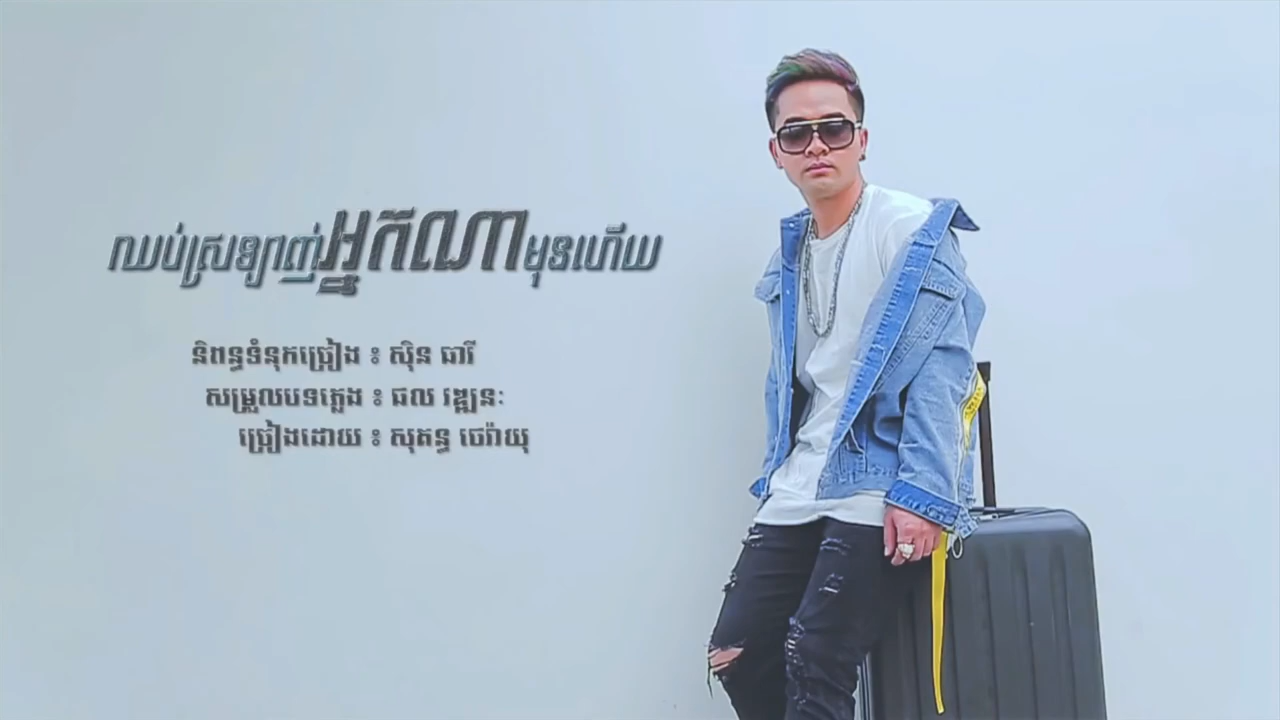 ឈប់ស្រឡាញ់អ្នកណាមុនហើយ
និពន្ធទំនុកច្រៀង ៖ ស៊ិន ធារី
សម្រួលបទភ្លេង ៖ ផល វឌ្ឍនៈ
ច្រៀងដោយ ៖ សុគន្ធ ថេរ៉ាយុ